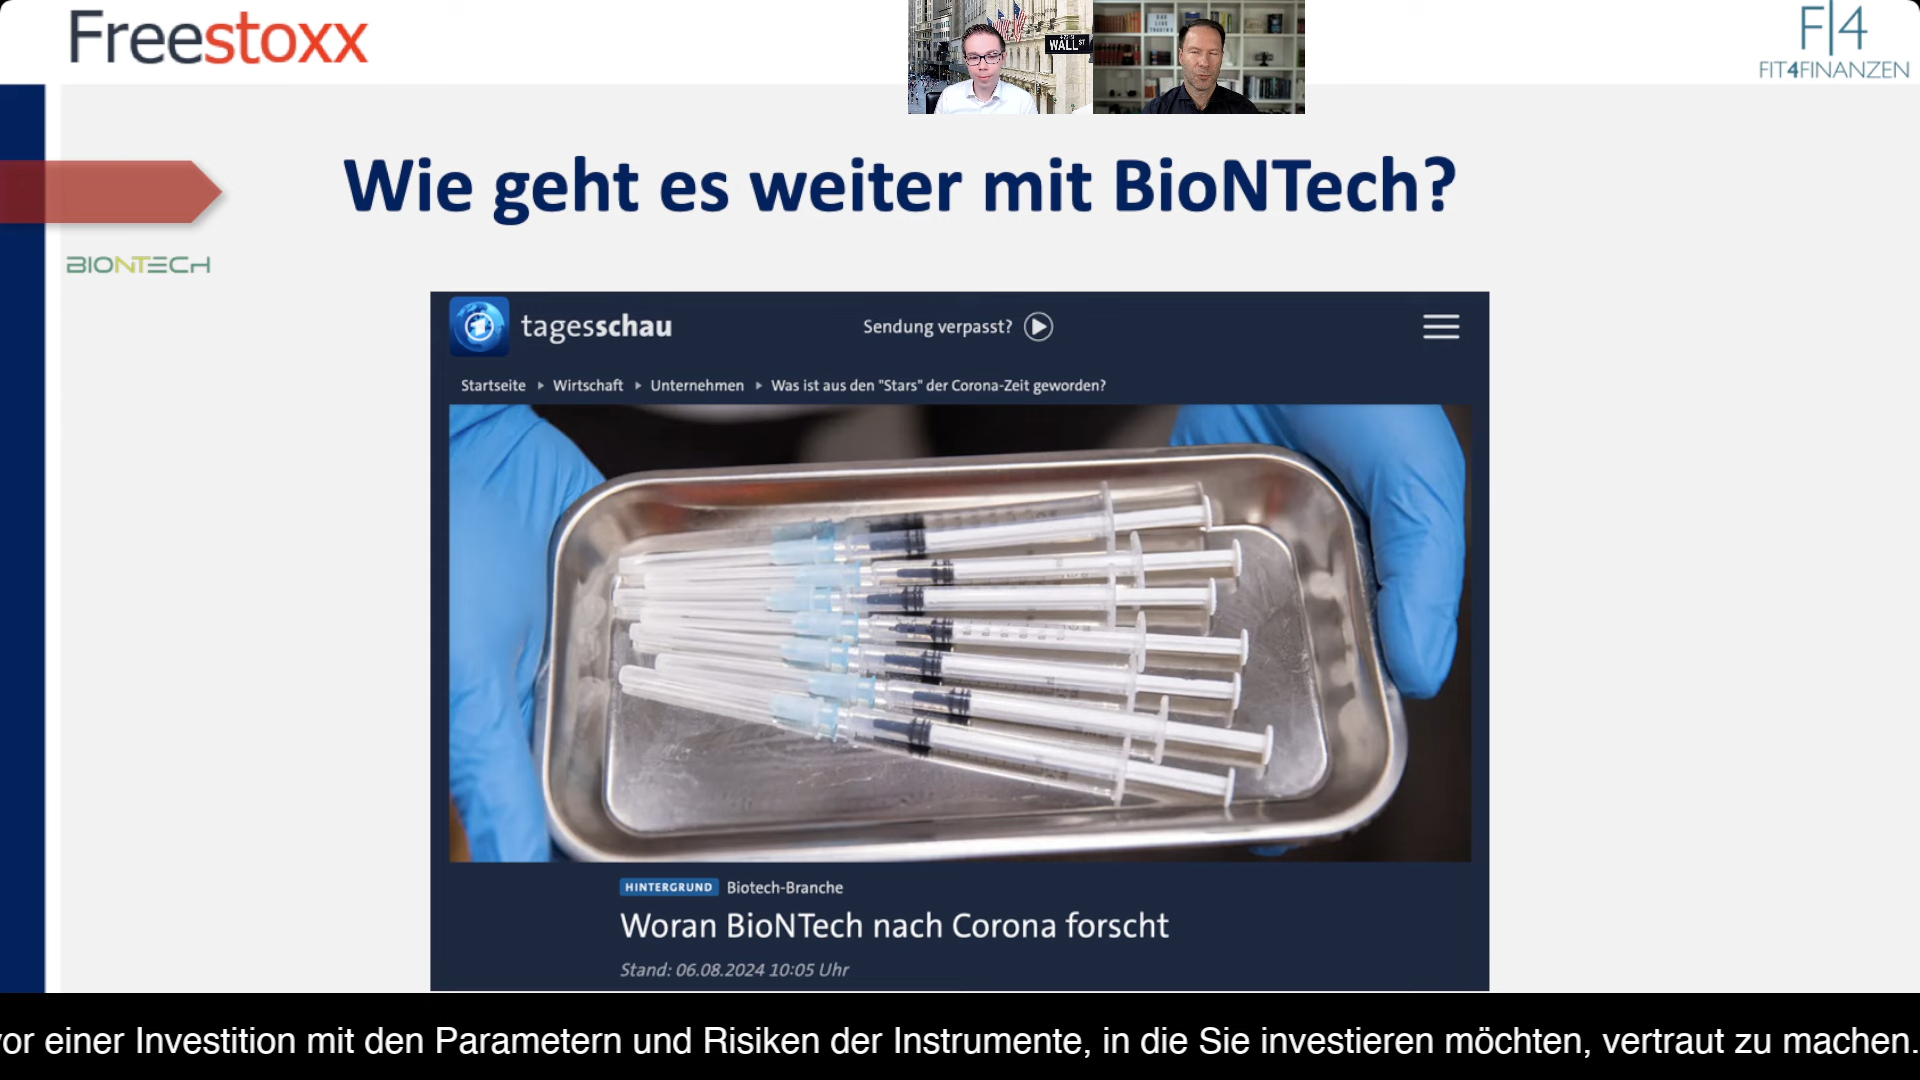 Freestoxx
WALL ST
F|4
FIT4FINANZEN
Wie geht es weiter mit BioNTech?
BIONTECH
tagesschau
Sendung verpasst?
Startseite ▸ Wirtschaft ▸ Unternehmen ▸ Was ist aus den "Stars" der Corona-Zeit geworden?
HINTERGRUND Biotech-Branche
Woran BioNTech nach Corona forscht
Stand: 06.08.2024 10:05 Uhr
vor einer Investition mit den Parametern und Risiken der Instrumente, in die Sie investieren möchten, vertraut zu machen.